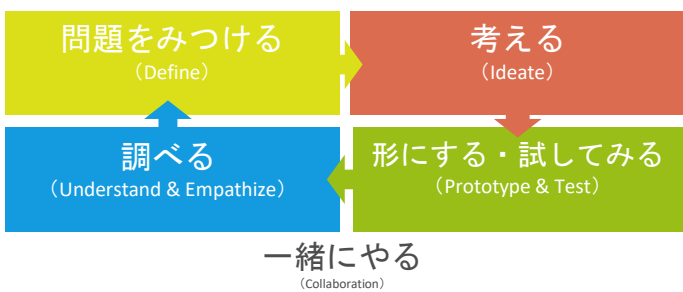 問題をみつける
（Define）
考える
（Ideate）
調べる
（Understand & Empathize）
形にする・試してみる
（Prototype & Test）
一緒にやる
（Collaboration）